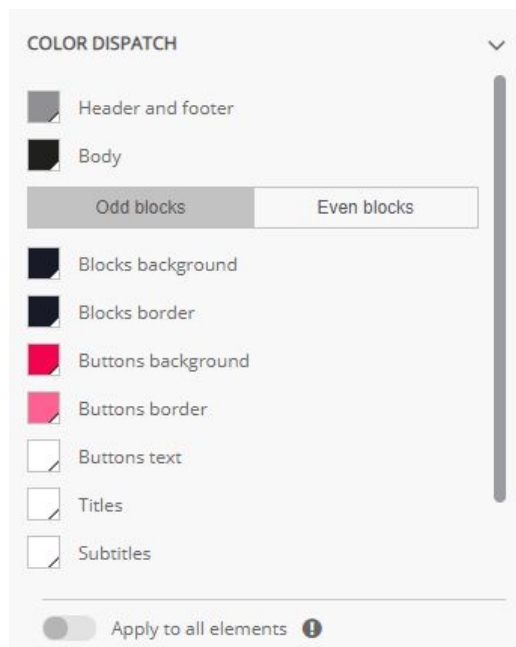 COLOR DISPATCH
Header and footer
Body
Odd blocks Even blocks
Blocks background
Blocks border
Buttons background
Buttons border
Buttons text
Titles
Subtitles
Apply to all elements